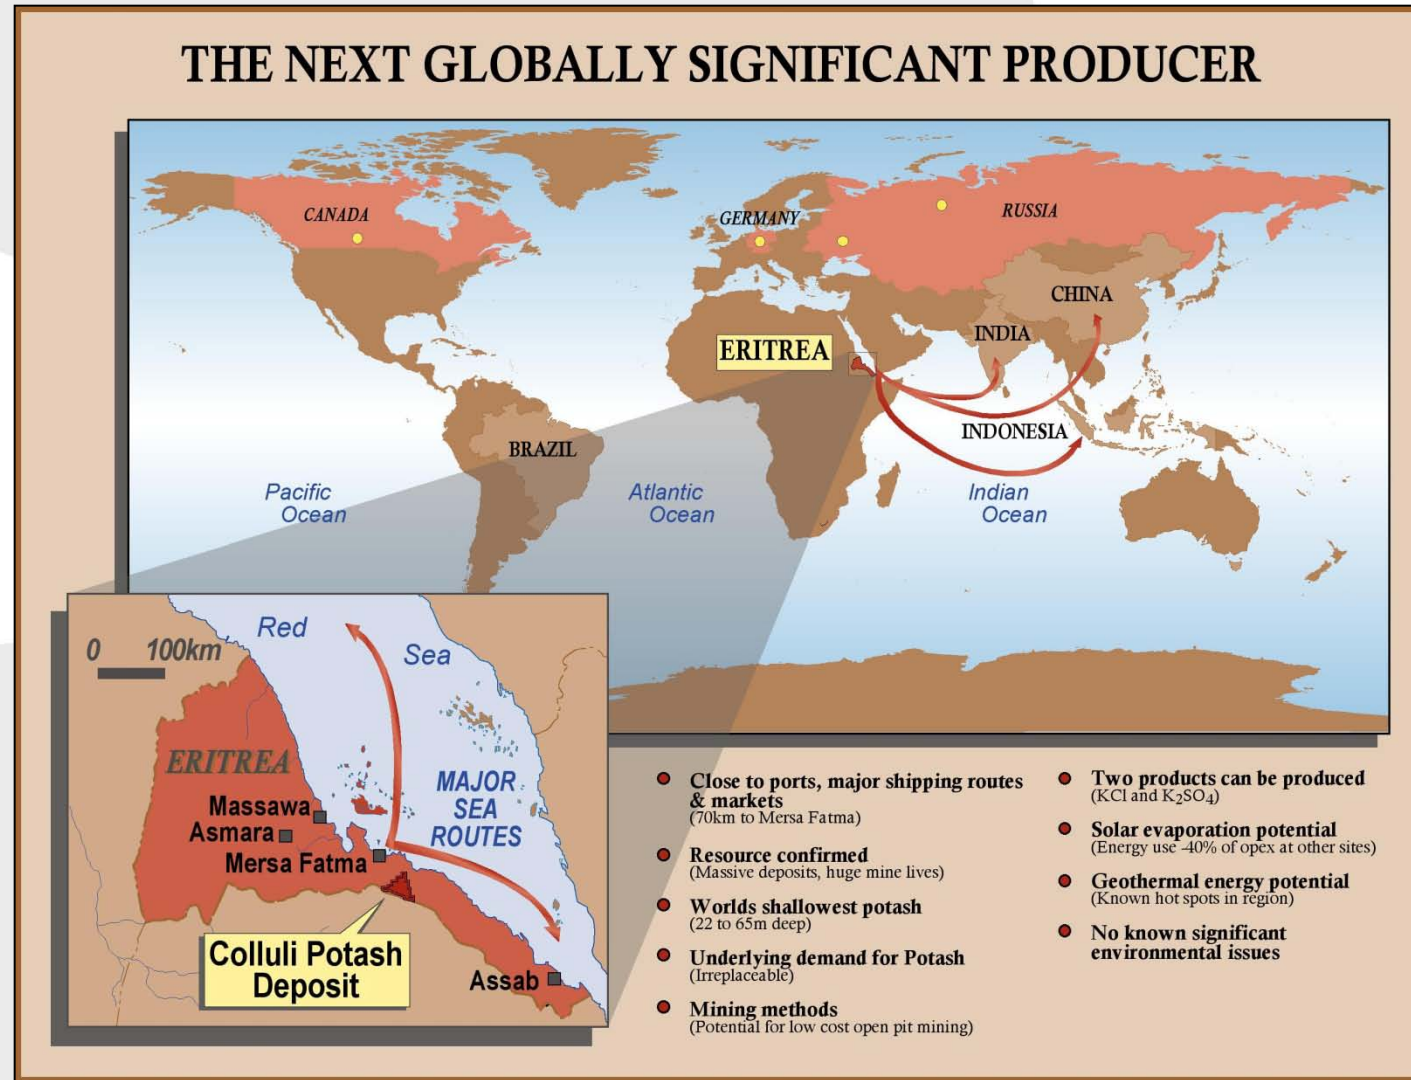 THE NEXT GLOBALLY SIGNIFICANT PRODUCER
CANADA
GERMANY
RUSSIA
CHINA
INDIA
ERITREA
INDONESIA
BRAZIL
Pacific
Ocean
Atlantic
Ocean
Indian
Ocean
Red
Sea
0 100km
ERITREA
MAJOR
SEA
ROUTES
Massawa
Asmara
Mersa Fatma
Colluli Potash
Deposit
Assab
Close to ports, major shipping routes
& markets
(70km to Mersa Fatma)
Resource confirmed
(Massive deposits, huge mine lives)
Worlds shallowest potash
(22 to 65m deep)
Underlying demand for Potash
(Irreplaceable)
Mining methods
(Potential for low cost open pit mining)
Two products can be produced
(KCl and K₂SO₄)
Solar evaporation potential
(Energy use -40% of opex at other sites)
Geothermal energy potential
(Known hot spots in region)
No known significant
environmental issues